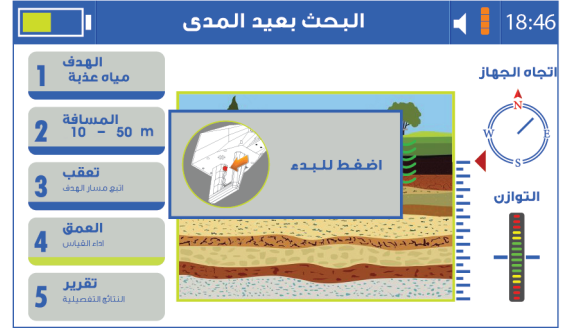 البحث بعيد المدى
18:46
1
الهدف
مياه عذبة
2
المسافة
10 - 50 m
3
تعقب
اتبع مسار الهدف
4
العمق
اداء القياس
5
تقرير
النتائج التفصيلية
اضغط للبدء
اتجاه الجهاز
N
W
E
S
التوازن